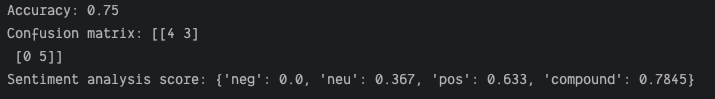 Accuracy: 0.75
Confusion matrix: [[4 3]
 [0 5]]
Sentiment analysis score: {'neg': 0.0, 'neu': 0.367, 'pos': 0.633, 'compound': 0.7845}